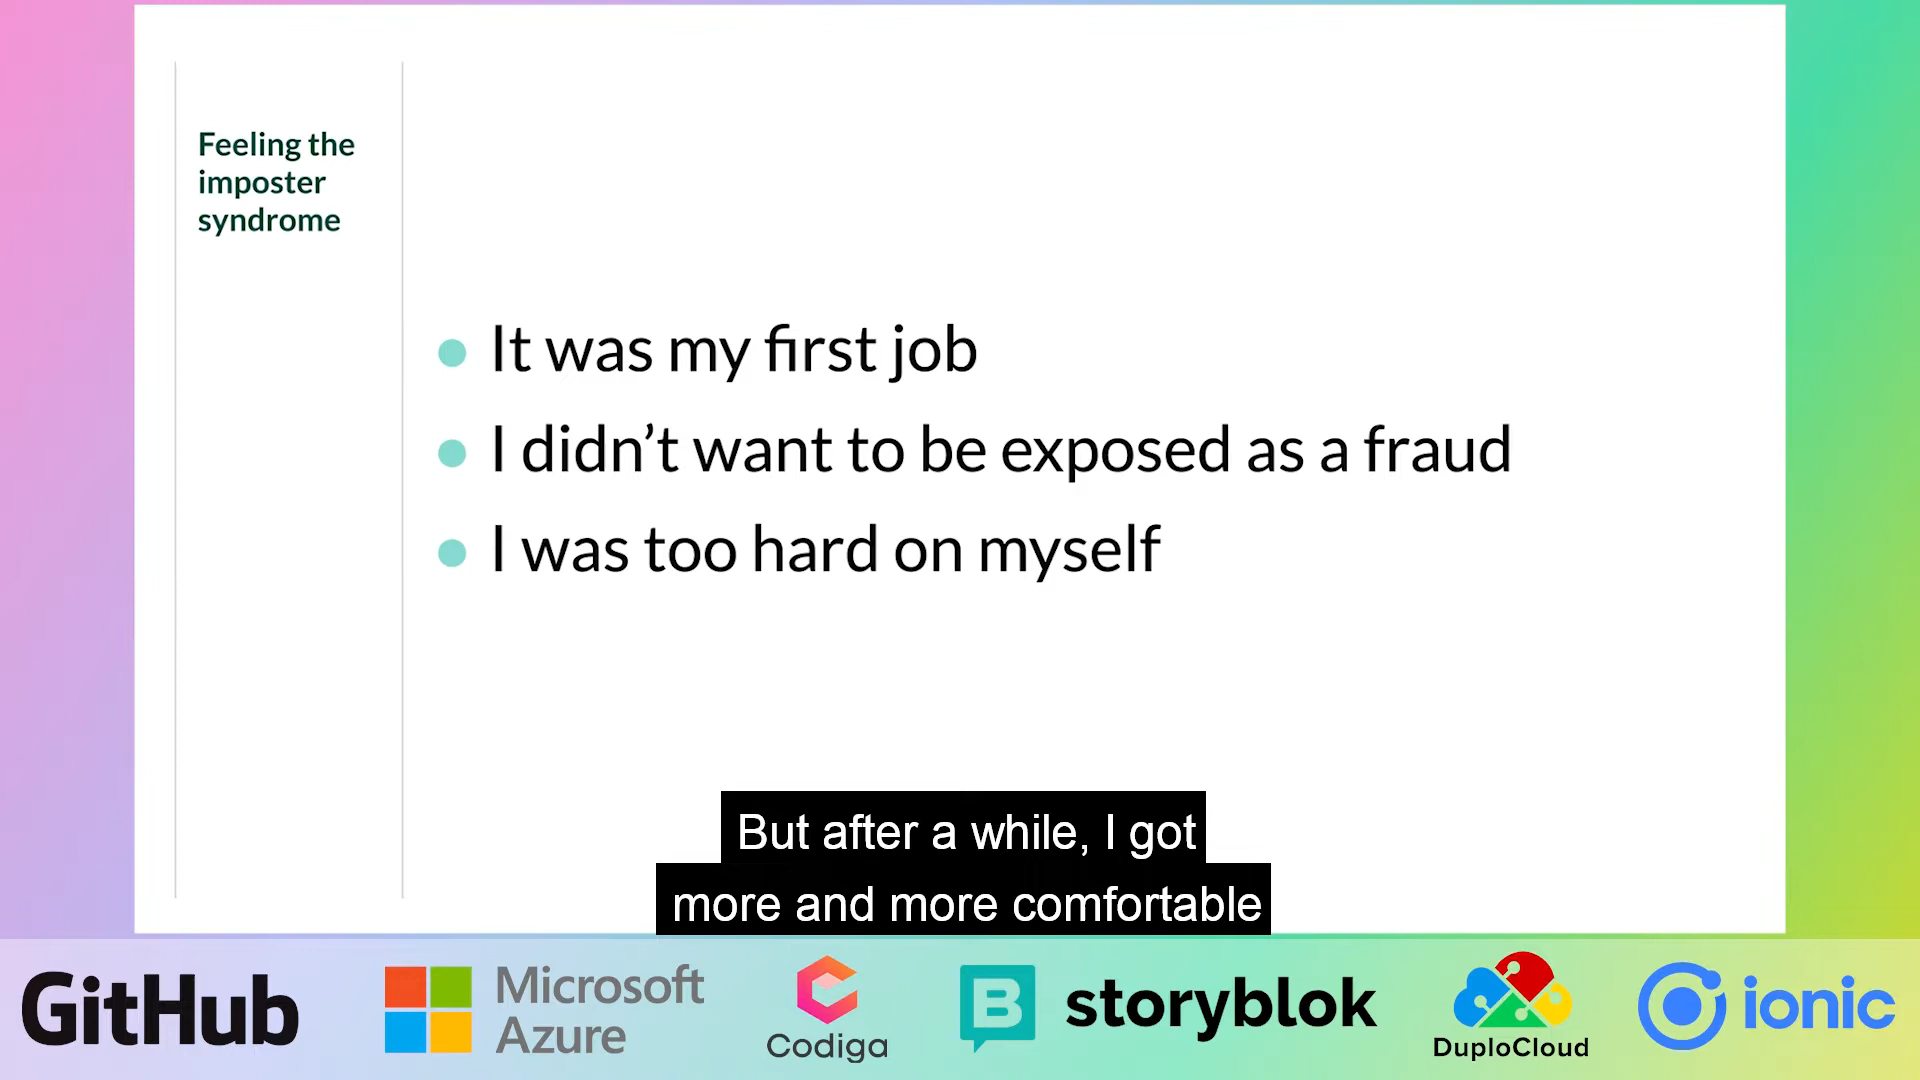 Feeling the
imposter
syndrome
It was my first job
I didn’t want to be exposed as a fraud
I was too hard on myself
But after a while, I got
more and more comfortable
GitHub
Microsoft
Azure
Codiga
B
storyblok
DuploCloud
ionic